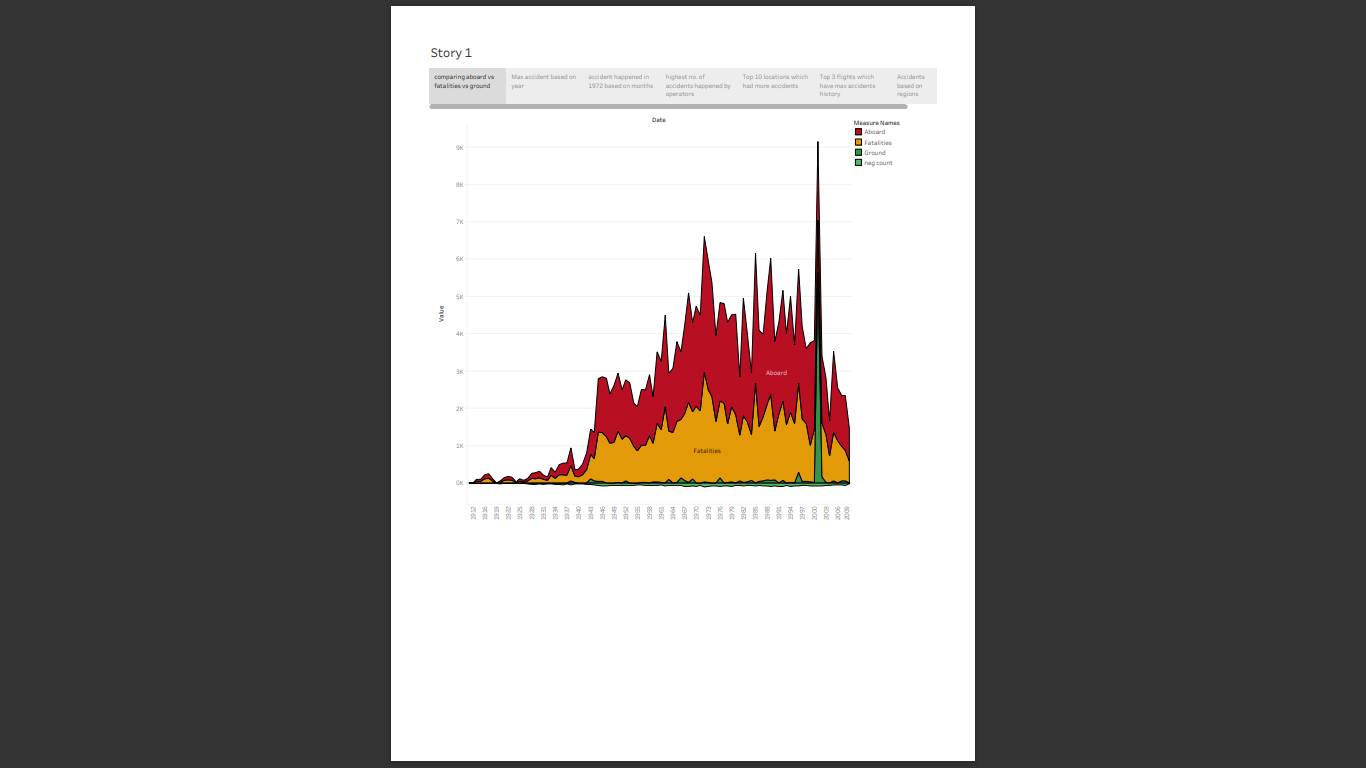 Story 1
comparing aboard vs
fatalities vs ground
Max accident based on
year
accident happened in
1972 based on months
highest no. of
accidents happened by
operators
Top 10 locations which
had more accidents
Top 3 flights which
have max accidents
history
Accidents
based on
regions
Date
Measure Names
Aboard
Fatalities
Ground
neg count
9K
8K
7K
6K
5K
4K
3K
2K
1K
0K
Value
Aboard
Fatalities
1912
1916
1919
1922
1925
1928
1931
1934
1937
1940
1943
1946
1949
1952
1955
1958
1961
1964
1967
1970
1973
1976
1979
1982
1985
1988
1991
1994
1997
2000
2003
2006
2009